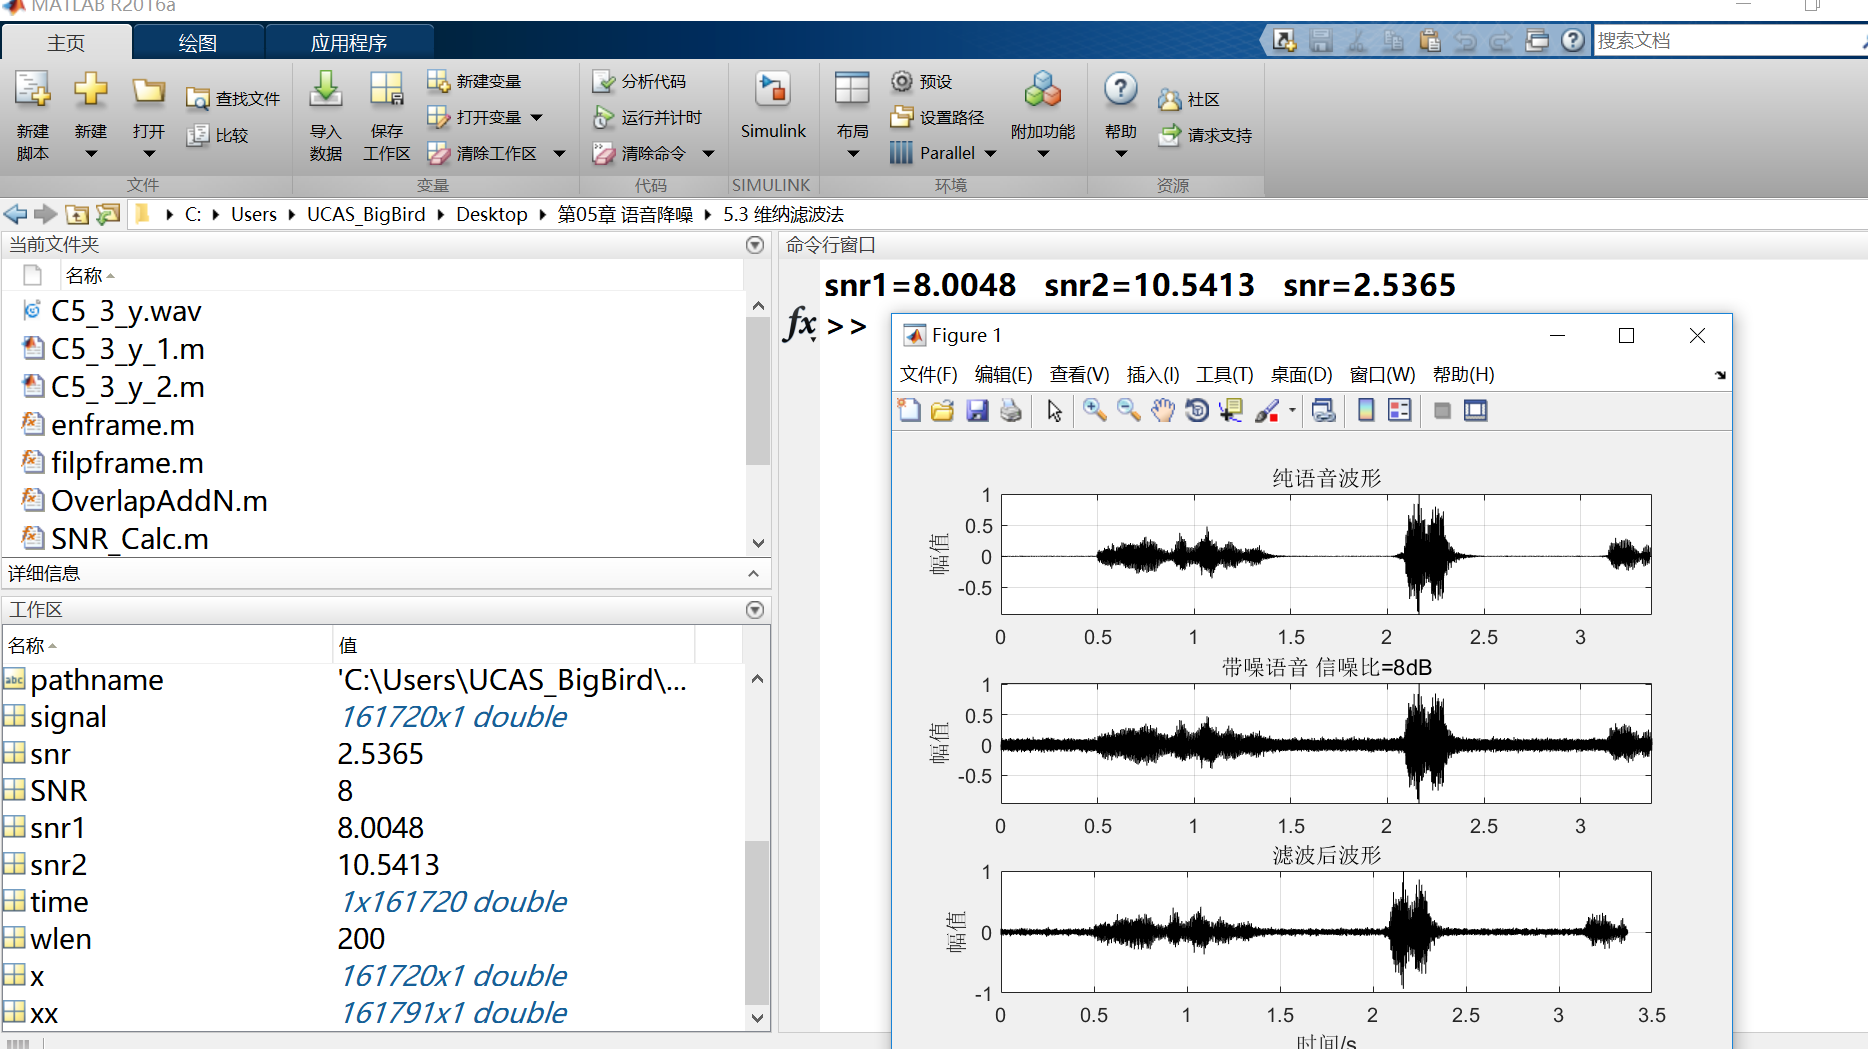 MATLAB R2016a
主页 绘图 应用程序
搜索文档
新建脚本
新建
打开
查找文件
比较
文件
导入数据
保存工作区
新建变量
打开变量
清除工作区
变量
分析代码
运行并计时
清除命令
代码
Simulink
SIMULINK
布局
预设
设置路径
Parallel
附加功能
环境
帮助
社区
请求支持
资源
C: Users UCAS_BigBird Desktop 第05章 语音降噪 5.3 维纳滤波法
当前文件夹
名称
C5_3_y.wav
C5_3_y_1.m
C5_3_y_2.m
enframe.m
filpframe.m
OverlapAddN.m
SNR_Calc.m
详细信息
工作区
名称 值
abc pathname 'C:\Users\UCAS_BigBird\...
signal 161720x1 double
snr 2.5365
SNR 8
snr1 8.0048
snr2 10.5413
time 1x161720 double
wlen 200
x 161720x1 double
xx 161791x1 double
命令行窗口
snr1=8.0048 snr2=10.5413 snr=2.5365
fx >>
Figure 1
文件(F) 编辑(E) 查看(V) 插入(I) 工具(T) 桌面(D) 窗口(W) 帮助(H)
纯语音波形
幅值
1
0.5
0
-0.5
0 0.5 1 1.5 2 2.5 3
带噪语音 信噪比=8dB
幅值
1
0.5
0
-0.5
0 0.5 1 1.5 2 2.5 3
滤波后波形
幅值
1
0
-1
0 0.5 1 1.5 2 2.5 3 3.5
时间/s